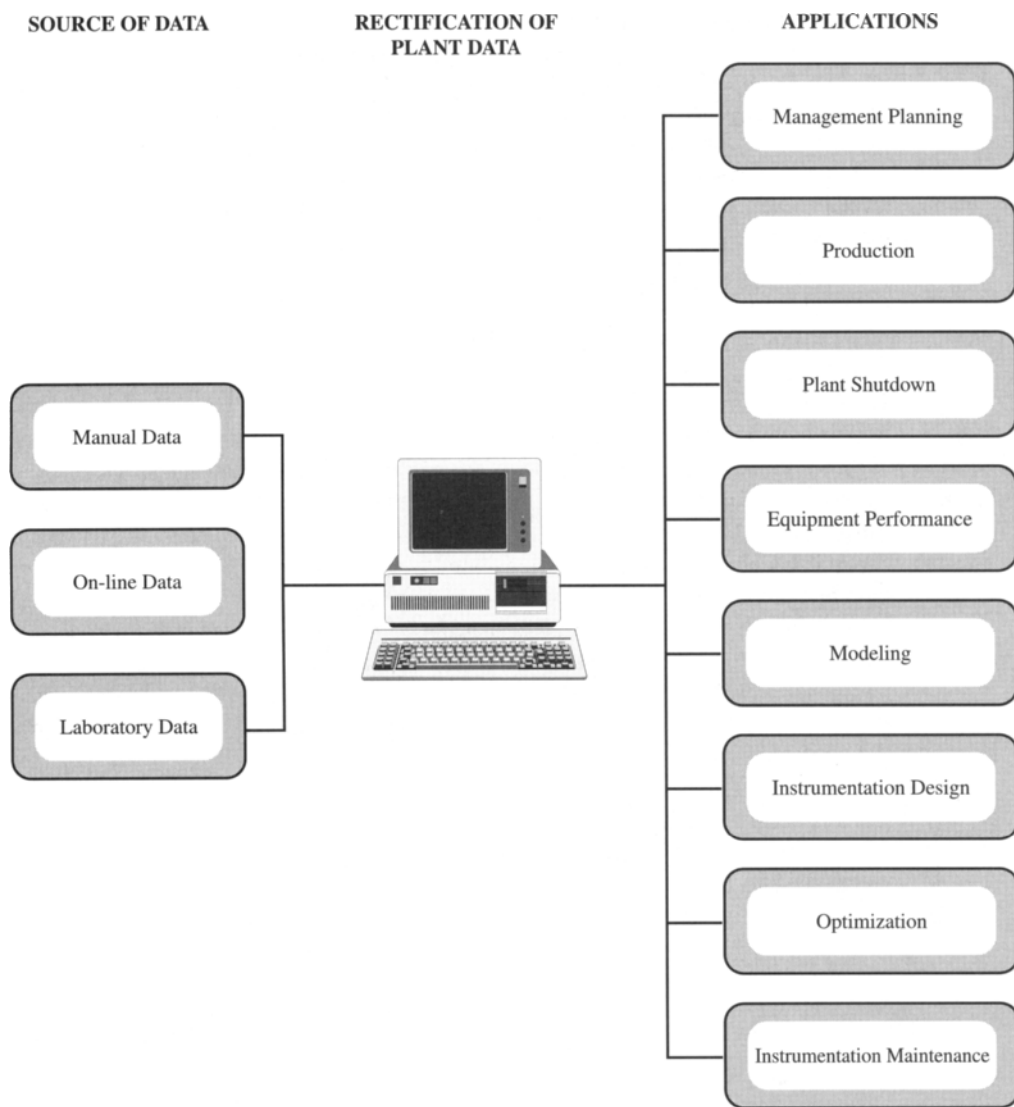 SOURCE OF DATA
RECTIFICATION OF
PLANT DATA
APPLICATIONS
Manual Data
On-line Data
Laboratory Data
Management Planning
Production
Plant Shutdown
Equipment Performance
Modeling
Instrumentation Design
Optimization
Instrumentation Maintenance